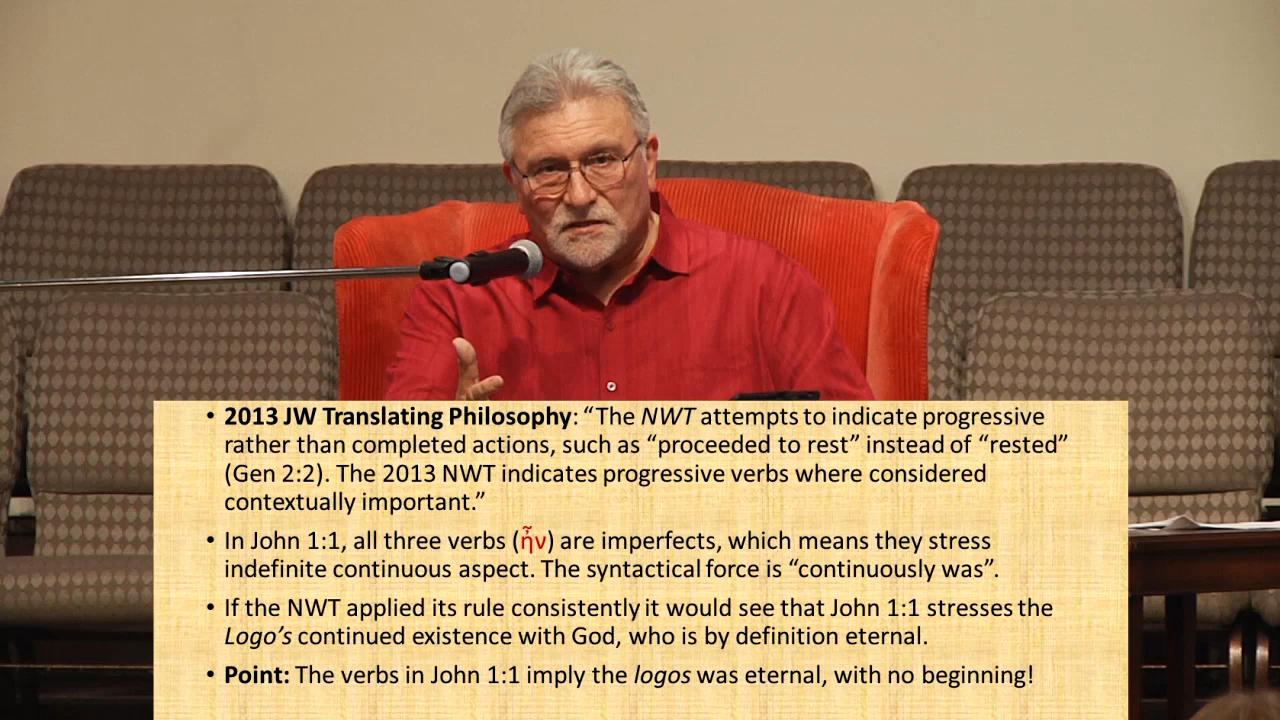 • 2013 JW Translating Philosophy: “The NWT attempts to indicate progressive
rather than completed actions, such as “proceeded to rest” instead of “rested”
(Gen 2:2). The 2013 NWT indicates progressive verbs where considered
contextually important.”
• In John 1:1, all three verbs (ἦν) are imperfects, which means they stress
indefinite continuous aspect. The syntactical force is “continuously was”.
• If the NWT applied its rule consistently it would see that John 1:1 stresses the
Logo’s continued existence with God, who is by definition eternal.
• Point: The verbs in John 1:1 imply the logos was eternal, with no beginning!